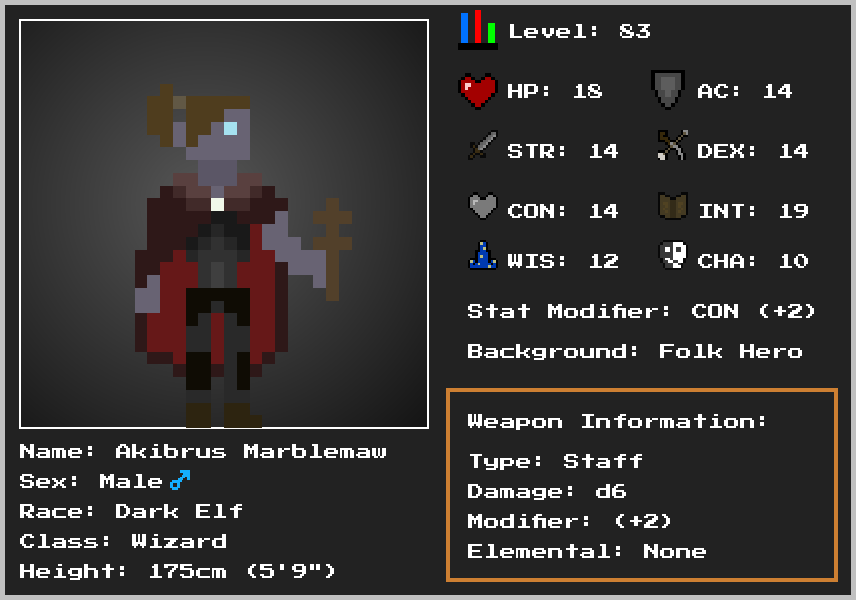 Level: 83
HP: 18
AC: 14
STR: 14
DEX: 14
CON: 14
INT: 19
WIS: 12
CHA: 10
Stat Modifier: CON (+2)
Background: Folk Hero
Weapon Information:
Type: Staff
Damage: d6
Modifier: (+2)
Elemental: None
Name: Akibrus Marblemaw
Sex: Male♂
Race: Dark Elf
Class: Wizard
Height: 175cm (5'9")